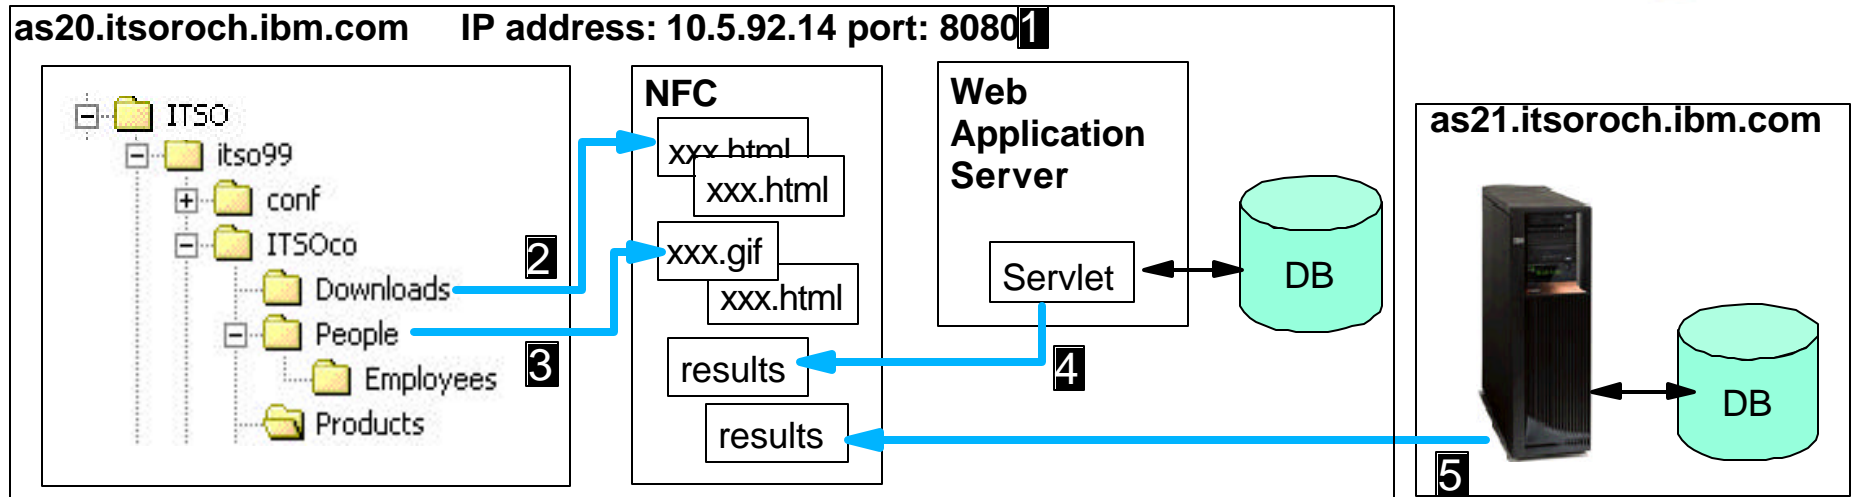 as20.itsoroch.ibm.com IP address: 10.5.92.14 port: 8080 1
ITSO
itso99
conf
ITSOco
Downloads
People
Employees
Products
2
3
NFC
xxx.html
xxx.html
xxx.gif
xxx.html
results
results
Web
Application
Server
Servlet
DB
4
as21.itsoroch.ibm.com
DB
5